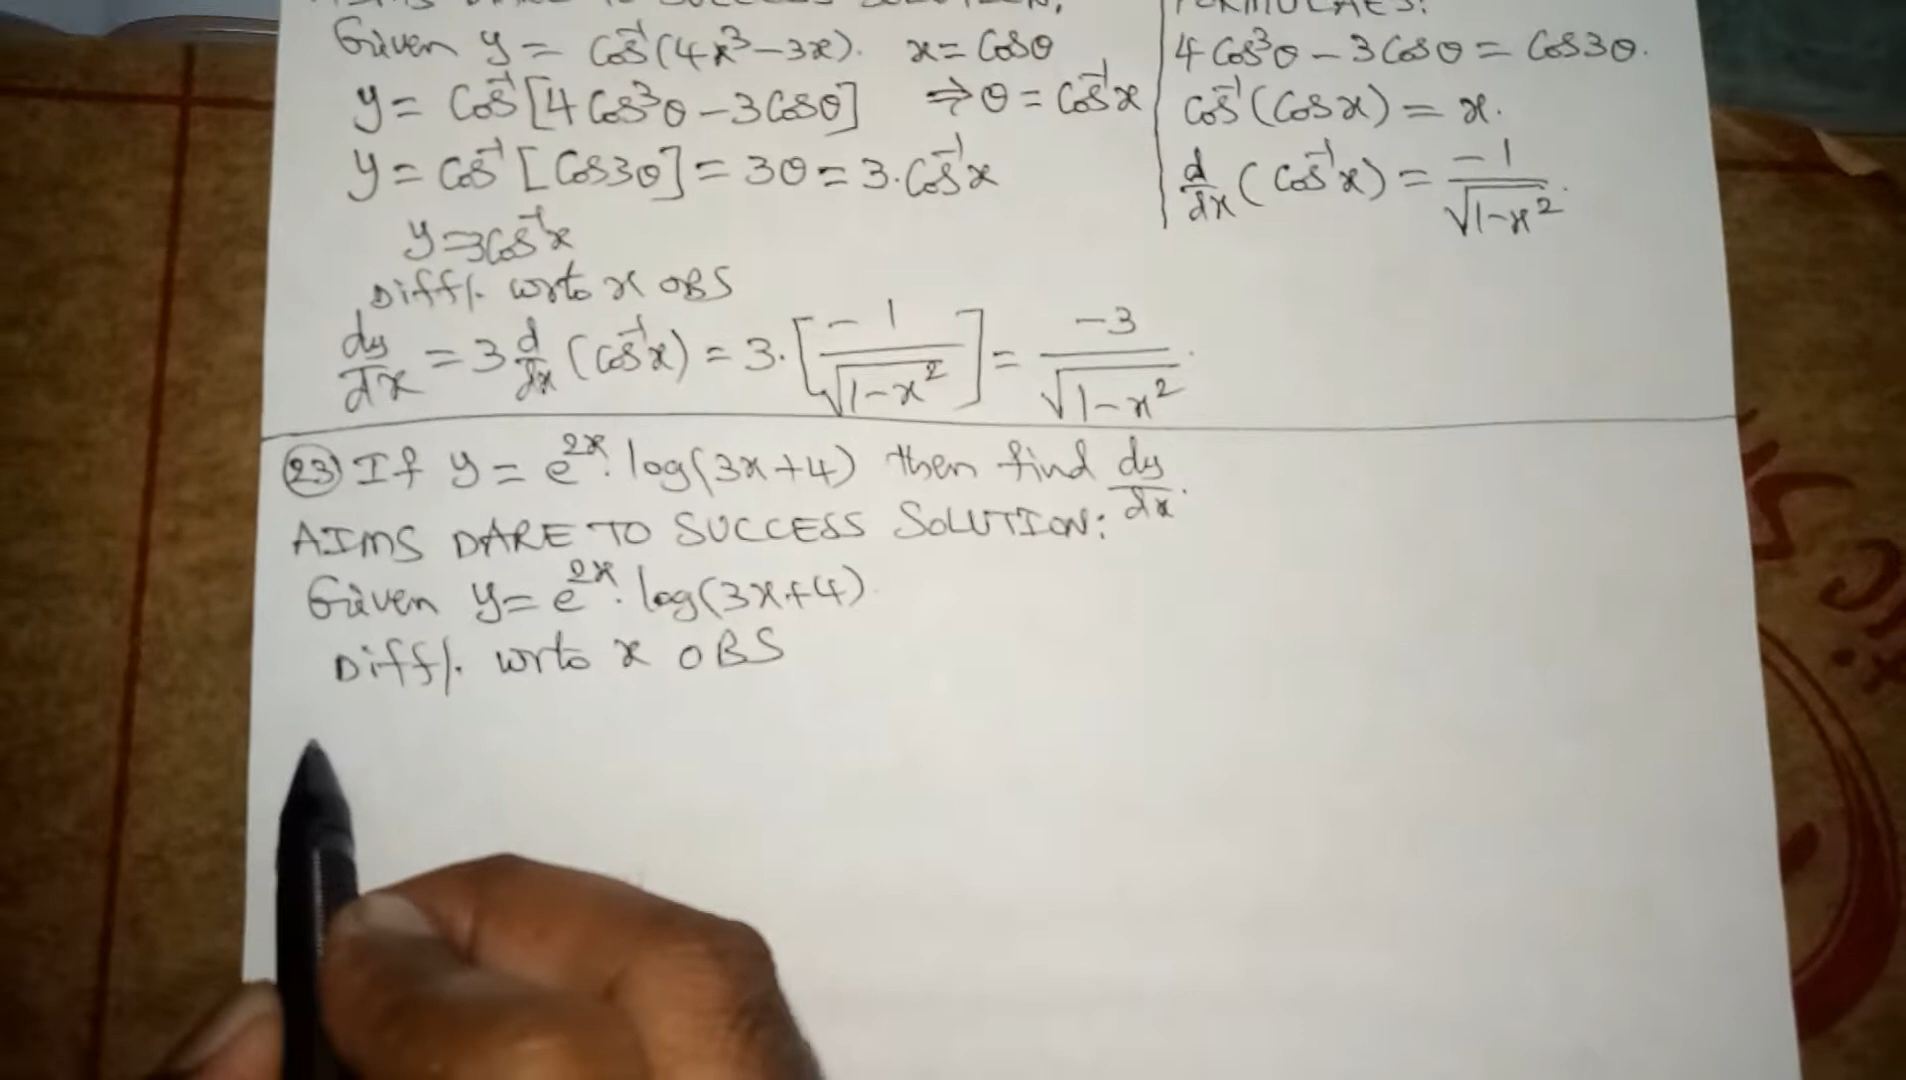 Given y = Cos⁻¹(4x³-3x). x = Cosθ
y = Cos⁻¹[4Cos³θ-3Cosθ] ⇒ θ = Cos⁻¹x
y = Cos⁻¹[Cos3θ] = 3θ = 3.Cos⁻¹x
y=3Cos⁻¹x
Diff/. wrto x OBS
dy/dx = 3 d/dx (Cos⁻¹x) = 3.[-1/√1-x²] = -3/√1-x².
FORMULAES:
4Cos³θ-3Cosθ = Cos3θ.
Cos⁻¹(Cosx) = x.
d/dx (Cos⁻¹x) = -1/√1-x².
23 If y = e²ˣ. log(3x+4) then find dy/dx.
AIMS DARE TO SUCCESS SOLUTION:
Given y = e²ˣ. log(3x+4).
Diff/. wrto x OBS